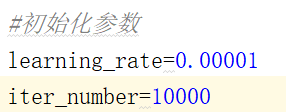 #初始化参数
learning_rate=0.00001
iter_number=10000